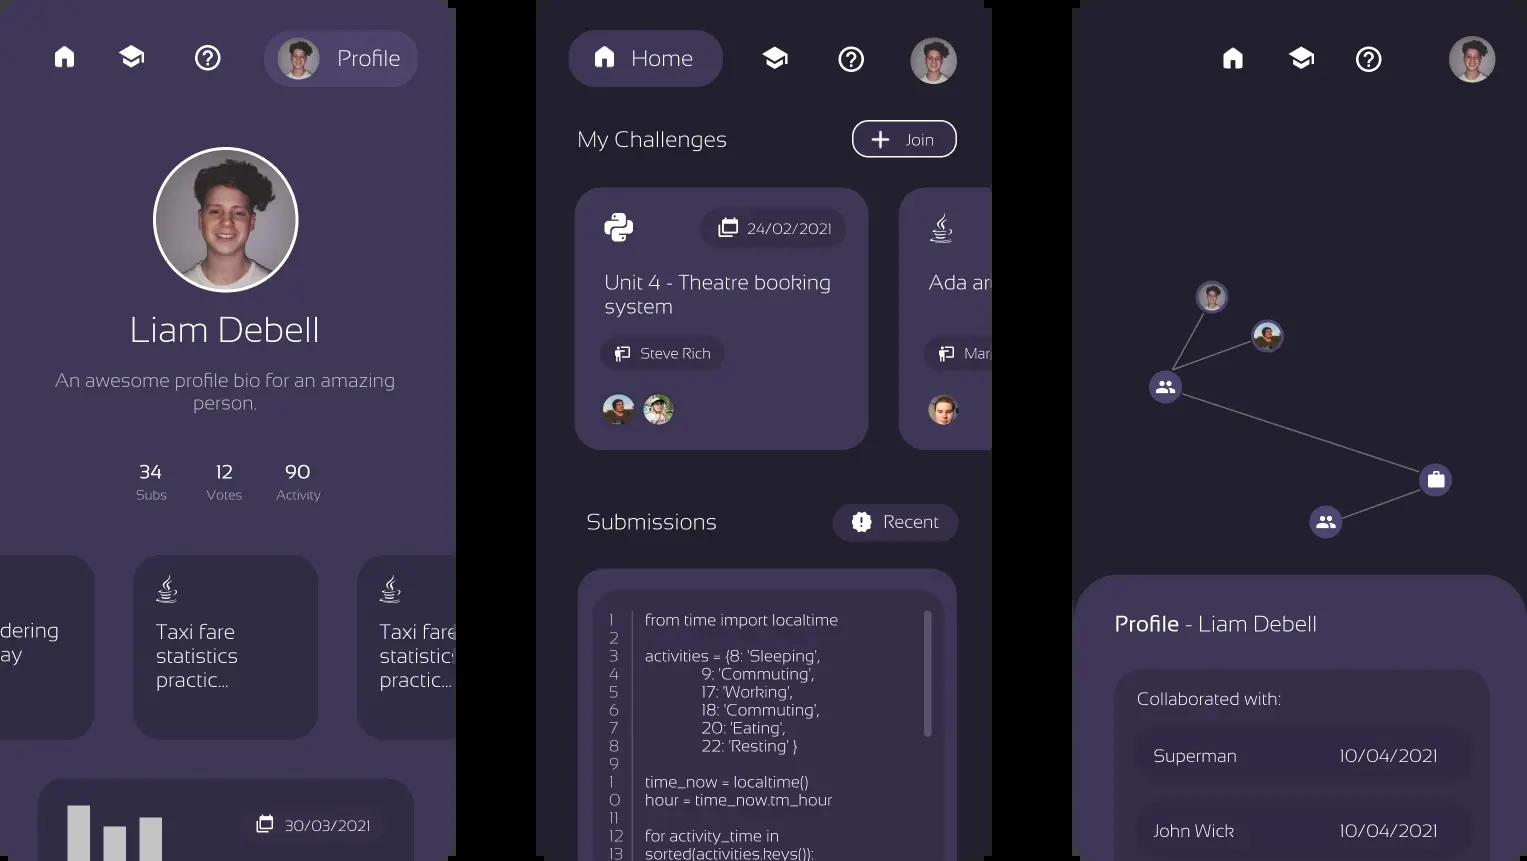 Profile
Liam Debell
An awesome profile bio for an amazing
person.
34
Subs
12
Votes
90
Activity
dering
ay
Taxi fare
statistics
practic...
Taxi fare
statistics
practic...
30/03/2021
Home
My Challenges
Join
24/02/2021
Unit 4 - Theatre booking
system
Steve Rich
Ada ar
Mar
Submissions
Recent
1 from time import localtime
2
3 activities = {8: 'Sleeping',
4 9: 'Commuting',
5 17: 'Working',
6 18: 'Commuting',
7 20: 'Eating',
8 22: 'Resting' }
9
1 time_now = localtime()
0 hour = time_now.tm_hour
11
12 for activity_time in
13 sorted(activities.keys()):
Profile - Liam Debell
Collaborated with:
Superman 10/04/2021
John Wick 10/04/2021